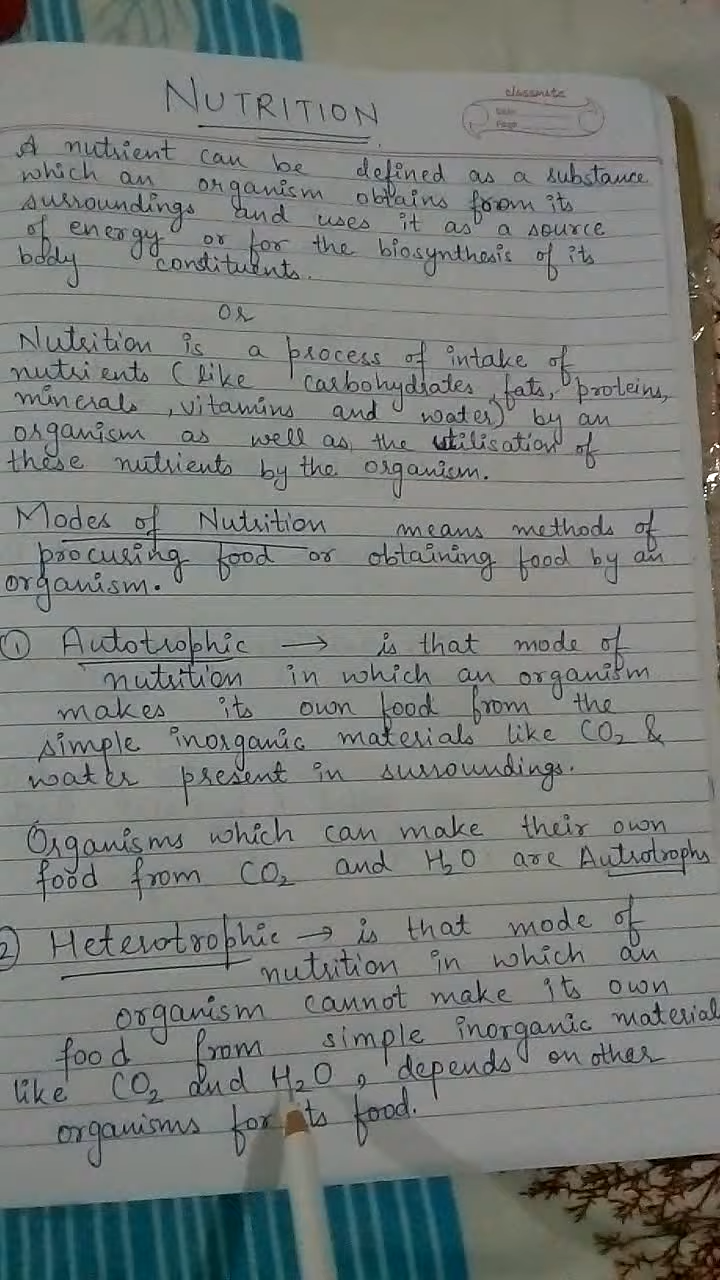 NUTRITION
classmate
Date
Page
A nutrient can be defined as a substance
which an organism obtains from its
surroundings and uses it as a source
of energy or for the biosynthesis of its
body constituents.
OR
Nutrition is a process of intake of
nutrients (like carbohydrates, fats, proteins,
minerals, vitamins and water) by an
organism as well as the utilisation of
these nutrients by the organism.
Modes of Nutrition means methods of
procuring food or obtaining food by an
organism.
① Autotrophic → is that mode of
nutrition in which an organism
makes its own food from the
simple inorganic materials like CO₂ &
water present in surroundings.
Organisms which can make their own
food from CO₂ and H₂O are Autrotrophs
② Heterotrophic → is that mode of
nutrition in which an
organism cannot make its own
food from simple inorganic material
like CO₂ and H₂O, depends on other
organisms for its food.